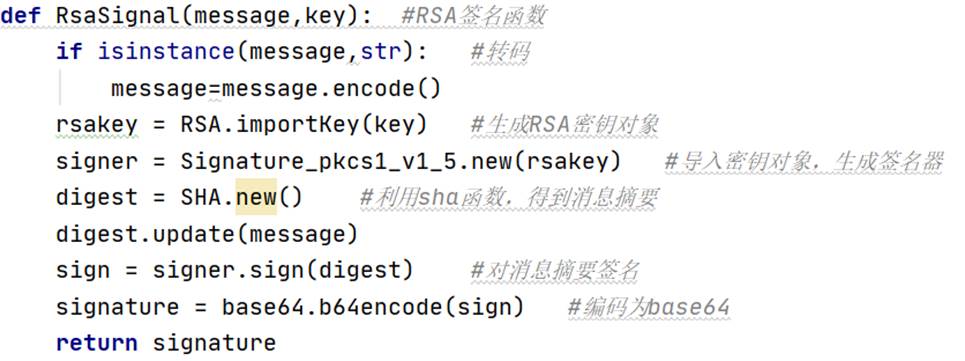 def RsaSignal(message,key):  #RSA签名函数
    if isinstance(message,str):   #转码
        message=message.encode()
    rsakey = RSA.importKey(key)   #生成RSA密钥对象
    signer = Signature_pkcs1_v1_5.new(rsakey)   #导入密钥对象，生成签名器
    digest = SHA.new()    #利用sha函数，得到消息摘要
    digest.update(message)
    sign = signer.sign(digest)    #对消息摘要签名
    signature = base64.b64encode(sign)   #编码为base64
    return signature